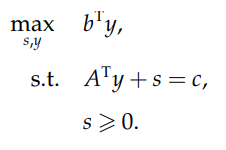 max bᵀy,
s,y
s.t. Aᵀy + s = c,
s ⩾ 0.